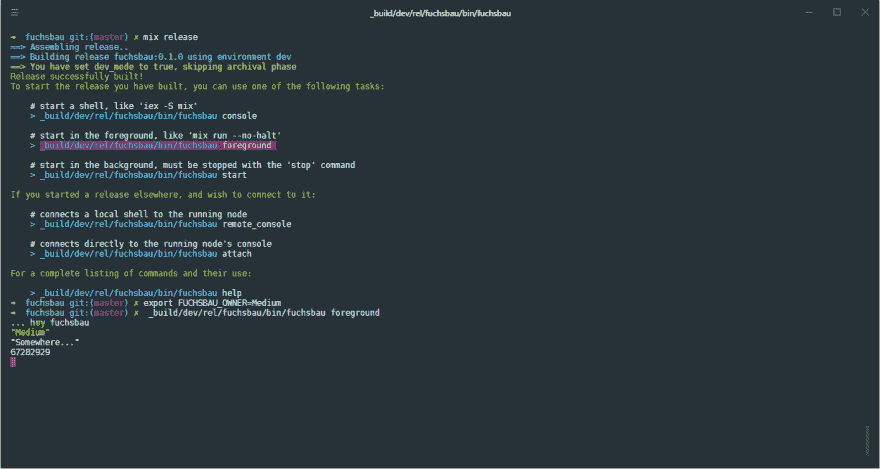 _build/dev/rel/fuchsbau/bin/fuchsbau
➜  fuchsbau git:(master) ✗ mix release
==> Assembling release..
==> Building release fuchsbau:0.1.0 using environment dev
==> You have set dev_mode to true, skipping archival phase
Release successfully built!
To start the release you have built, you can use one of the following tasks:
# start a shell, like 'iex -S mix'
> _build/dev/rel/fuchsbau/bin/fuchsbau console
# start in the foreground, like 'mix run --no-halt'
> _build/dev/rel/fuchsbau/bin/fuchsbau foreground
# start in the background, must be stopped with the 'stop' command
> _build/dev/rel/fuchsbau/bin/fuchsbau start
If you started a release elsewhere, and wish to connect to it:
# connects a local shell to the running node
> _build/dev/rel/fuchsbau/bin/fuchsbau remote_console
# connects directly to the running node's console
> _build/dev/rel/fuchsbau/bin/fuchsbau attach
For a complete listing of commands and their use:
> _build/dev/rel/fuchsbau/bin/fuchsbau help
➜  fuchsbau git:(master) ✗ export FUCHSBAU_OWNER=Medium
➜  fuchsbau git:(master) ✗  _build/dev/rel/fuchsbau/bin/fuchsbau foreground
... hey fuchsbau
"Medium"
"Somewhere..."
67282929